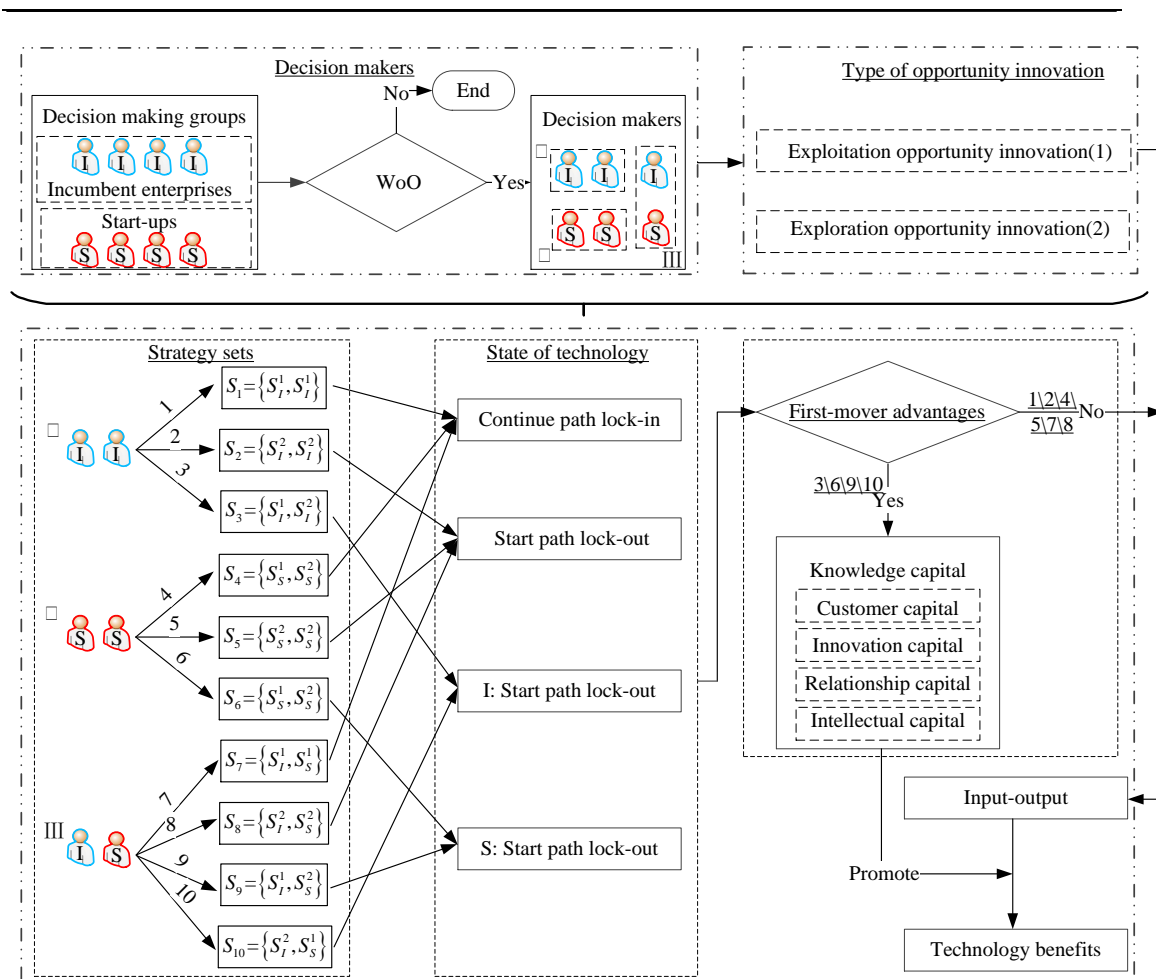 Decision makers
No
End
Decision making groups
I I I I
Incumbent enterprises
Start-ups
S S S S
WoO
Yes
Decision makers
□
I I I
S S S
□
III
Type of opportunity innovation
Exploitation opportunity innovation(1)
Exploration opportunity innovation(2)
Strategy sets
□
I I
1
2
3
S₁={S_I^1, S_I^1}
S₂={S_I^2, S_I^2}
S₃={S_I^1, S_I^2}
□
S S
4
5
6
S₄={S_S^1, S_S^2}
S₅={S_S^2, S_S^2}
S₆={S_S^1, S_S^2}
III
I S
7
8
9
10
S₇={S_I^1, S_S^1}
S₈={S_I^2, S_S^2}
S₉={S_I^1, S_S^2}
S₁₀={S_I^2, S_S^1}
State of technology
Continue path lock-in
Start path lock-out
I: Start path lock-out
S: Start path lock-out
First-mover advantages
1\2\4\
5\7\8
No
3\6\9\10
Yes
Knowledge capital
Customer capital
Innovation capital
Relationship capital
Intellectual capital
Input-output
Promote
Technology benefits